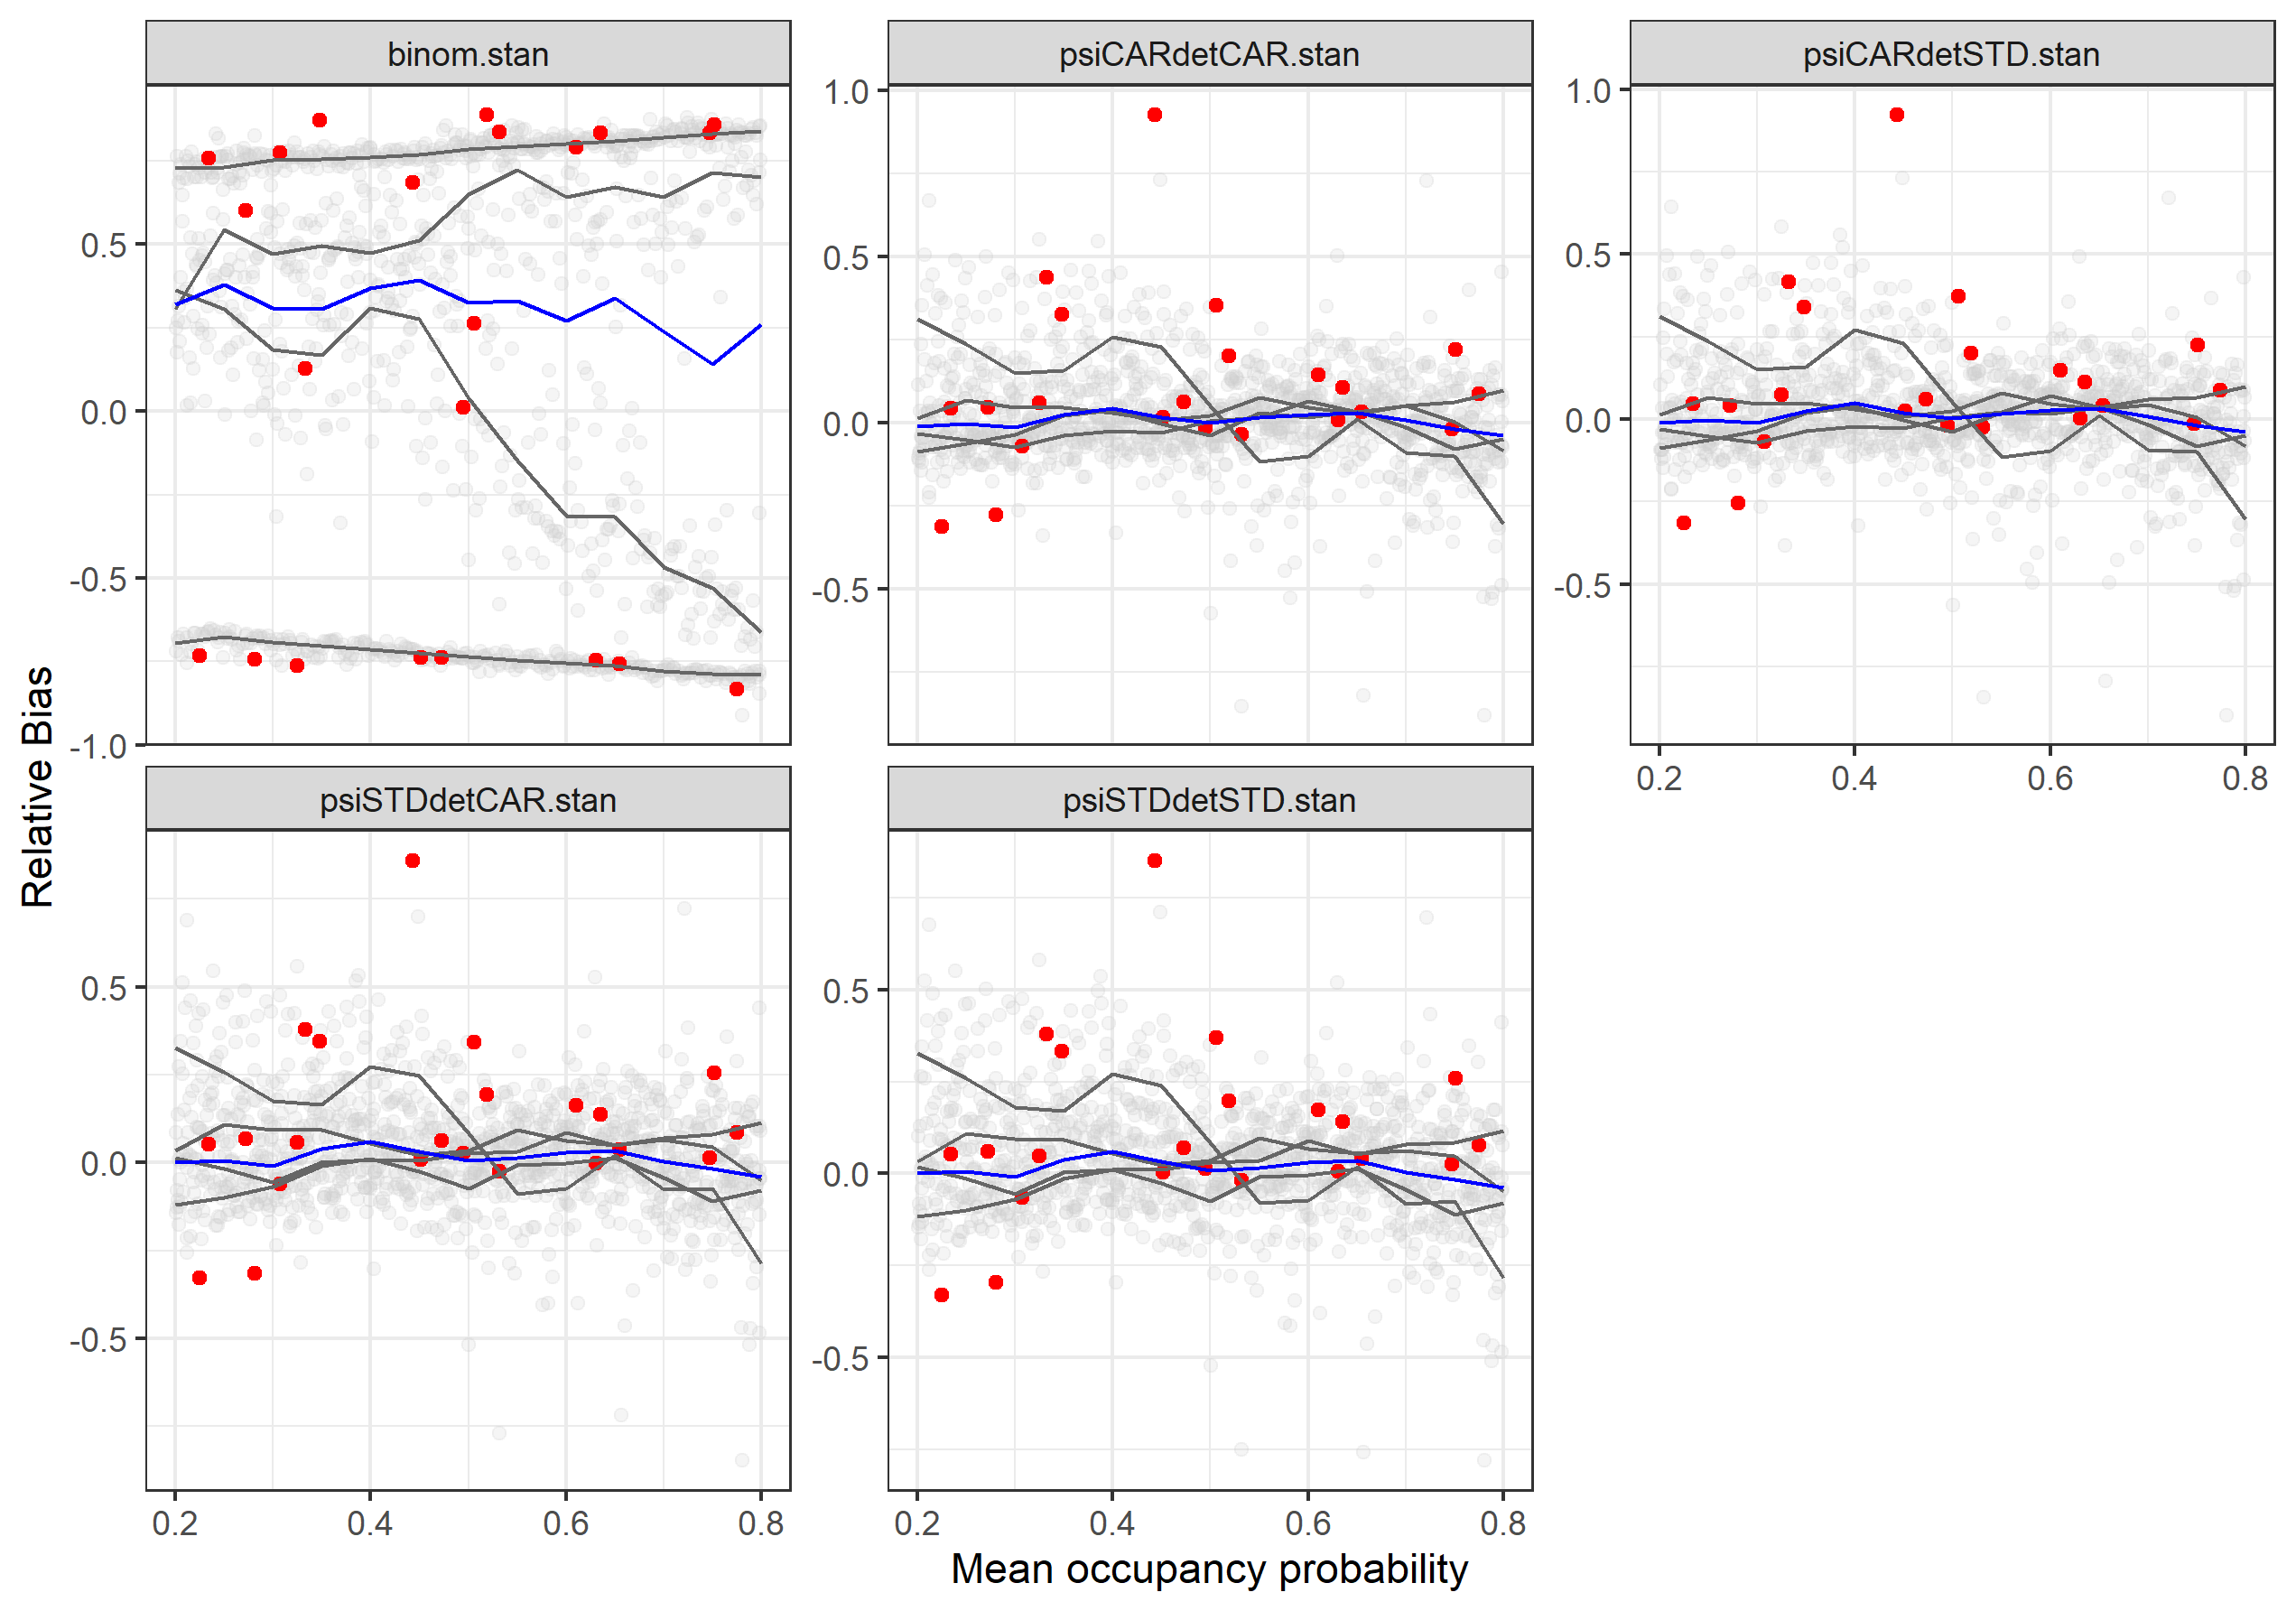 binom.stan
psiCARdetCAR.stan
psiCARdetSTD.stan
0.5
0.0
-0.5
-1.0
1.0
0.5
0.0
-0.5
1.0
0.5
0.0
-0.5
0.2 0.4 0.6 0.8
Relative Bias
psiSTDdetCAR.stan
psiSTDdetSTD.stan
0.5
0.0
-0.5
0.5
0.0
-0.5
0.2 0.4 0.6 0.8
0.2 0.4 0.6 0.8
Mean occupancy probability